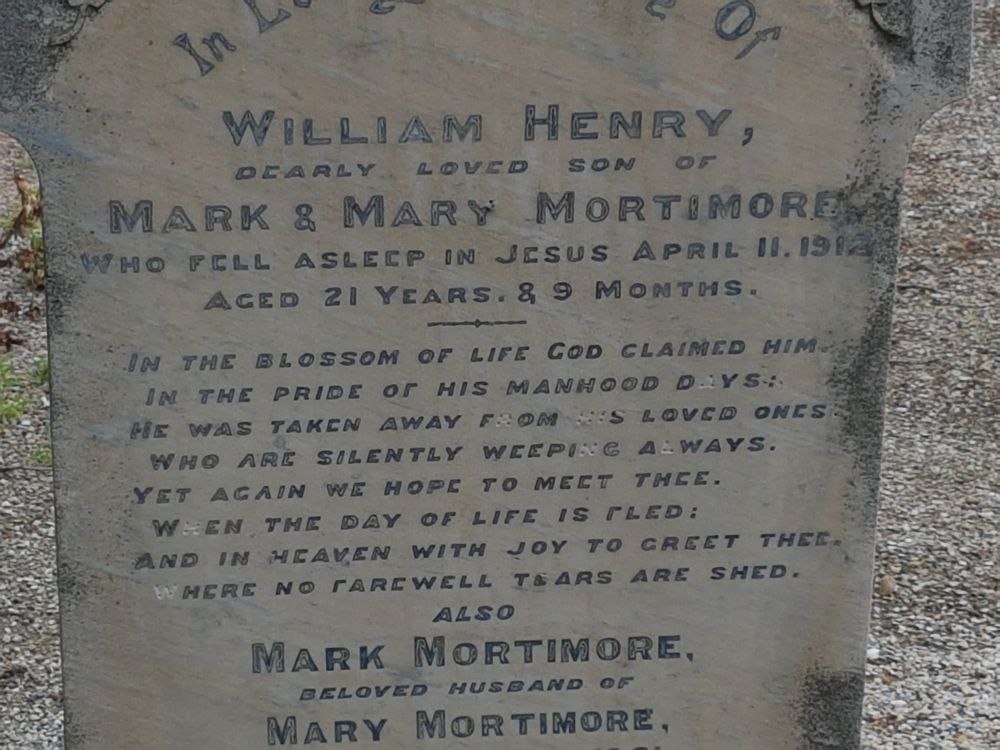 In Of
WILLIAM HENRY,
DEARLY LOVED SON OF
MARK & MARY MORTIMORE,
WHO FELL ASLEEP IN JESUS APRIL 11. 1912
AGED 21 YEARS. & 9 MONTHS.
IN THE BLOSSOM OF LIFE GOD CLAIMED HIM.
IN THE PRIDE OF HIS MANHOOD DAYS:
HE WAS TAKEN AWAY FROM HIS LOVED ONES.
WHO ARE SILENTLY WEEPING ALWAYS.
YET AGAIN WE HOPE TO MEET THEE.
WHEN THE DAY OF LIFE IS FLED:
AND IN HEAVEN WITH JOY TO GREET THEE.
WHERE NO FAREWELL TEARS ARE SHED.
ALSO
MARK MORTIMORE,
BELOVED HUSBAND OF
MARY MORTIMORE,